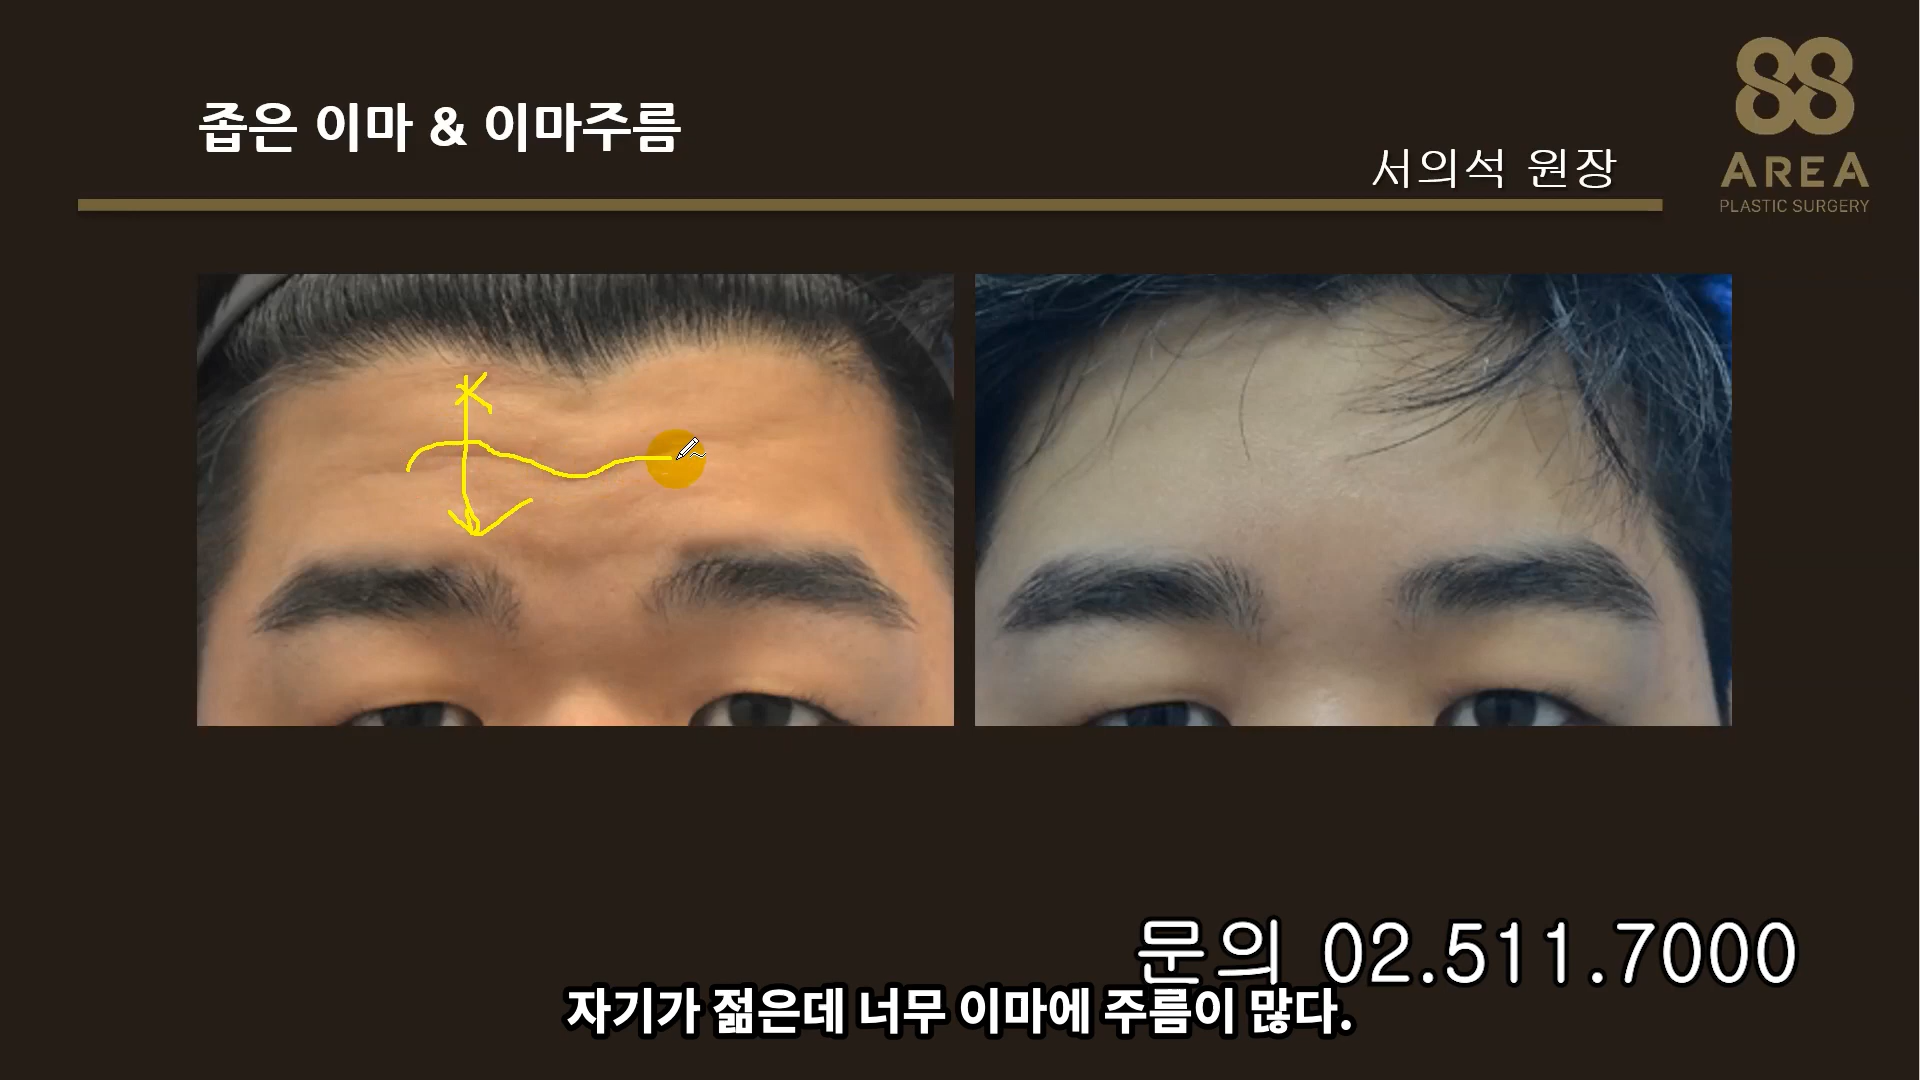 좁은 이마 & 이마주름
서의석 원장
88
AREA
PLASTIC SURGERY
문의 02.511.7000
자기가 젊은데 너무 이마에 주름이 많다.